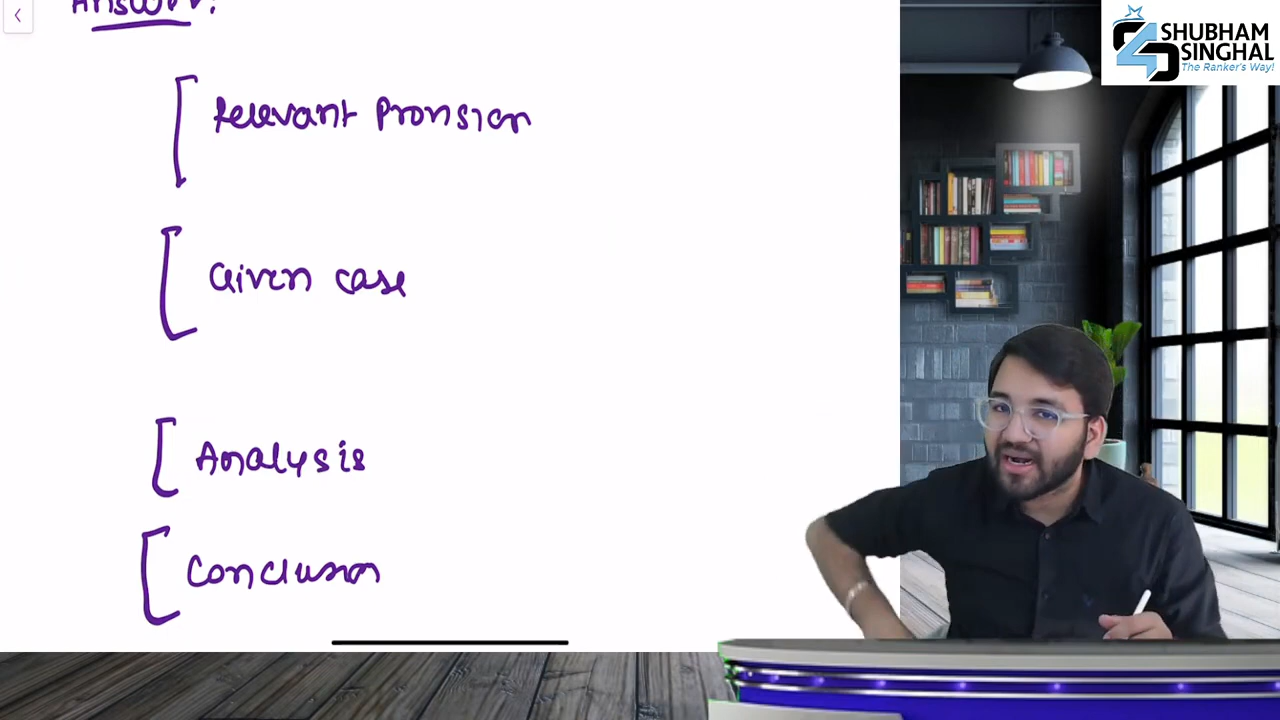 Answer:
SHUBHAM
SINGHAL
The Ranker's Way!
Relevant Provision
Given case
Analysis
Conclusion